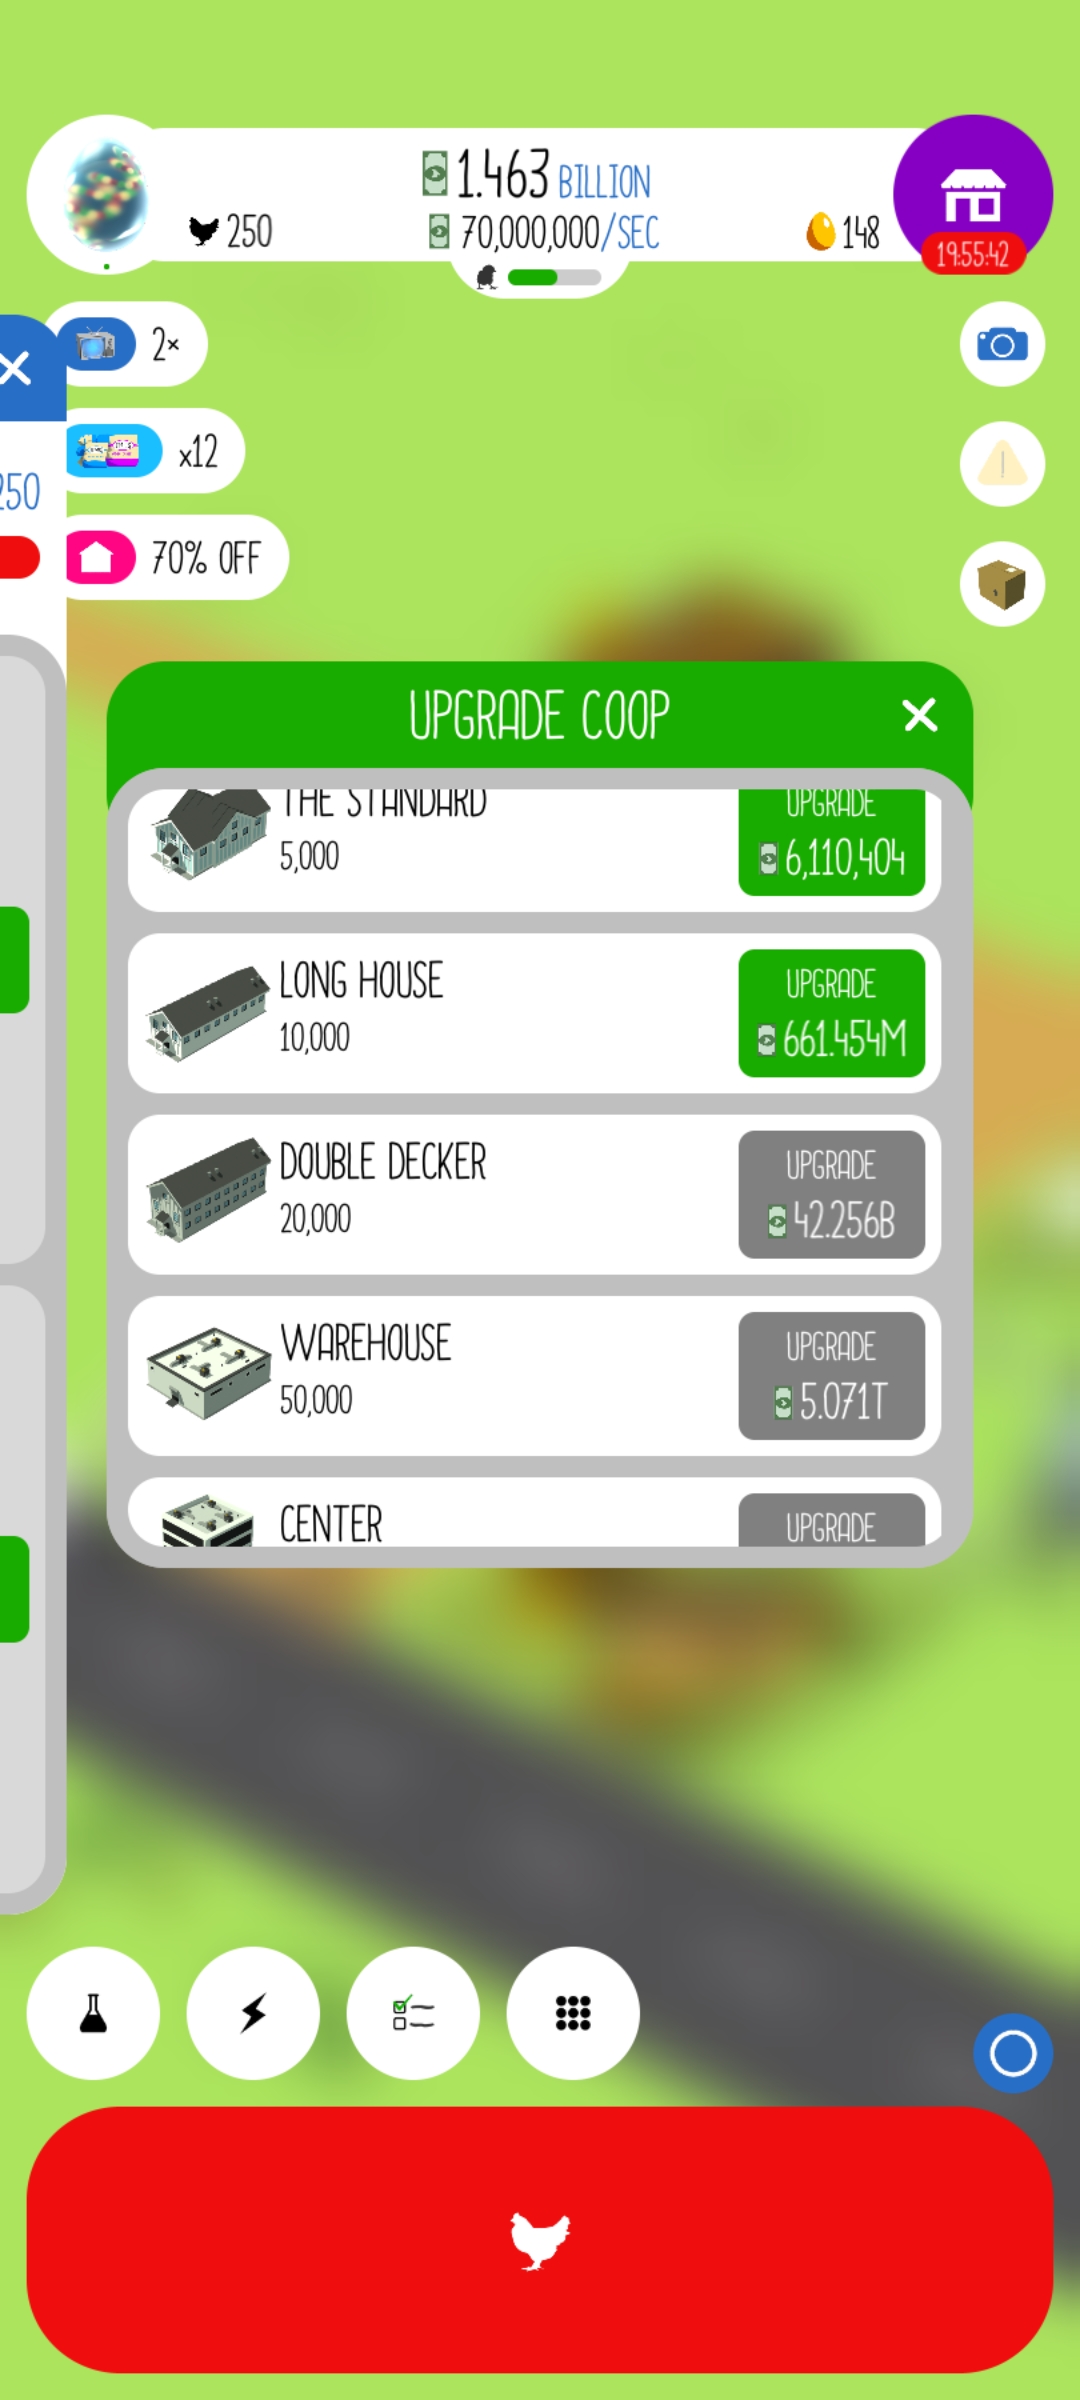 1.463 BILLION
250
70,000,000/SEC
148
19:55:42
2×
x12
250
70% OFF
UPGRADE COOP
THE STANDARD
5,000
UPGRADE
6,110,404
LONG HOUSE
10,000
UPGRADE
661.454M
DOUBLE DECKER
20,000
UPGRADE
42.256B
WAREHOUSE
50,000
UPGRADE
5.071T
CENTER
UPGRADE